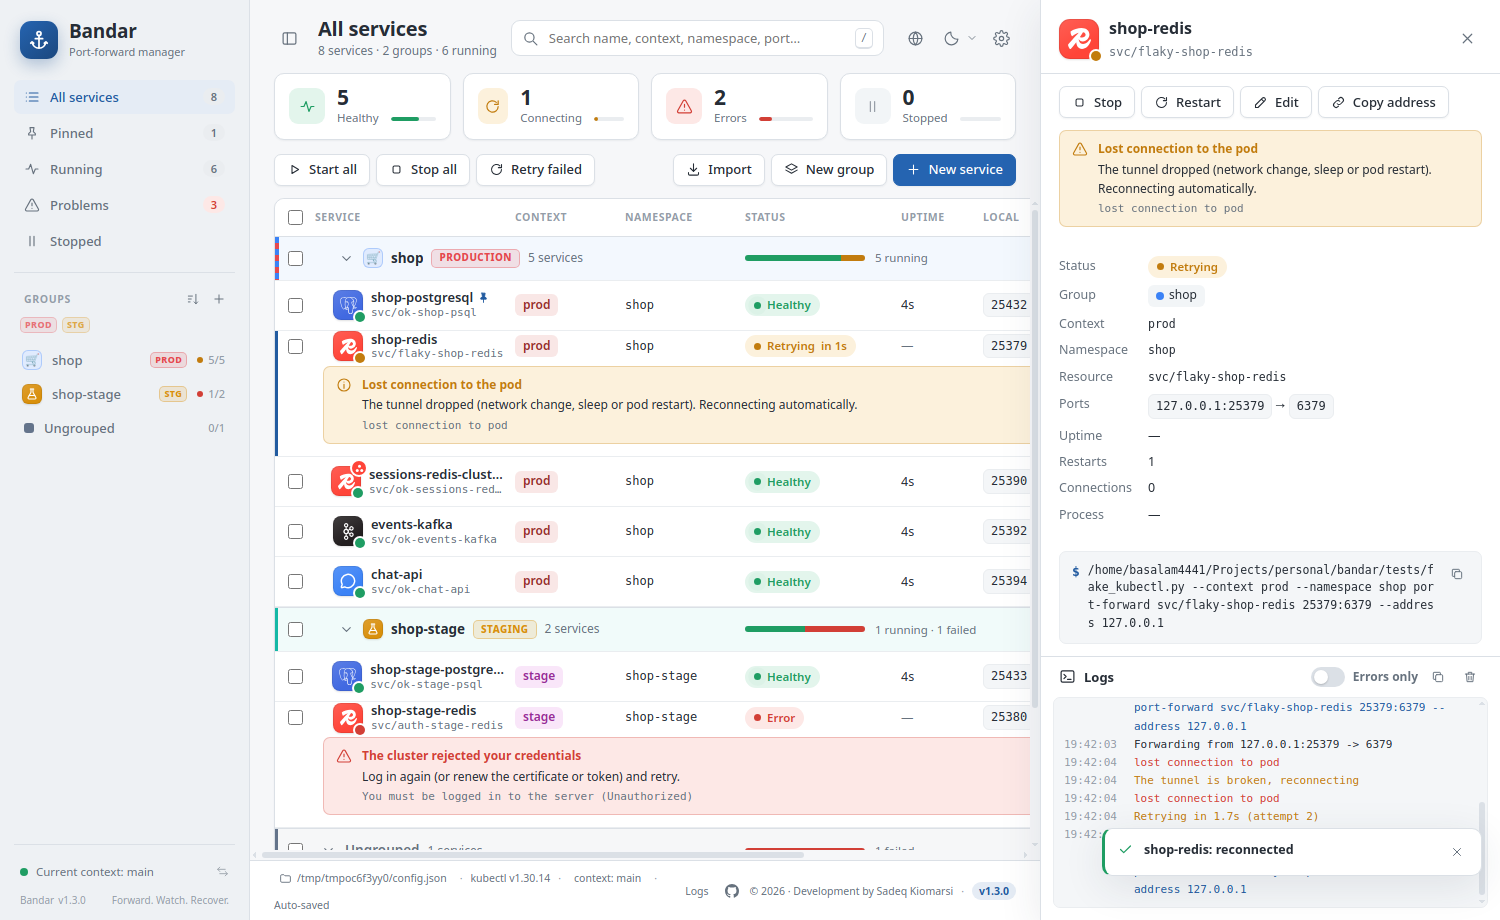 Bandar
Port-forward manager
All services 8
Pinned 1
Running 6
Problems 3
Stopped
GROUPS
PROD STG
shop PROD 5/5
shop-stage STG 1/2
Ungrouped 0/1
Current context: main
Bandar v1.3.0 Forward. Watch. Recover.
All services
8 services · 2 groups · 6 running
Search name, context, namespace, port... /
5 Healthy
1 Connecting
2 Errors
0 Stopped
Start all Stop all Retry failed Import New group New service
SERVICE CONTEXT NAMESPACE STATUS UPTIME LOCAL
shop PRODUCTION 5 services 5 running
shop-postgresql prod shop Healthy 4s 25432
svc/ok-shop-psql
shop-redis prod shop Retrying in 1s — 25379
svc/flaky-shop-redis
Lost connection to the pod
The tunnel dropped (network change, sleep or pod restart). Reconnecting automatically.
lost connection to pod
sessions-redis-clust... prod shop Healthy 4s 25390
svc/ok-sessions-red...
events-kafka prod shop Healthy 4s 25392
svc/ok-events-kafka
chat-api prod shop Healthy 4s 25394
svc/ok-chat-api
shop-stage STAGING 2 services 1 running · 1 failed
shop-stage-postgre... stage shop-stage Healthy 4s 25433
svc/ok-stage-psql
shop-stage-redis stage shop-stage Error — 25380
svc/auth-stage-redis
The cluster rejected your credentials
Log in again (or renew the certificate or token) and retry.
You must be logged in to the server (Unauthorized)
Ungrouped 1 services 1 failed
/tmp/tmpoc6f3yy0/config.json · kubectl v1.30.14 · context: main ·
Auto-saved
Logs © 2026 · Development by Sadeq Kiomarsi · v1.3.0
shop-redis
svc/flaky-shop-redis
Stop Restart Edit Copy address
Lost connection to the pod
The tunnel dropped (network change, sleep or pod restart).
Reconnecting automatically.
lost connection to pod
Status Retrying
Group shop
Context prod
Namespace shop
Resource svc/flaky-shop-redis
Ports 127.0.0.1:25379 → 6379
Uptime —
Restarts 1
Connections 0
Process —
$ /home/basalam4441/Projects/personal/bandar/tests/f
ake_kubectl.py --context prod --namespace shop por
t-forward svc/flaky-shop-redis 25379:6379 --addres
s 127.0.0.1
Logs Errors only
port-forward svc/flaky-shop-redis 25379:6379 --
address 127.0.0.1
19:42:03 Forwarding from 127.0.0.1:25379 -> 6379
19:42:04 lost connection to pod
19:42:04 The tunnel is broken, reconnecting
19:42:04 lost connection to pod
19:42:04 Retrying in 1.7s (attempt 2)
19:42:
shop-redis: reconnected
address 127.0.0.1